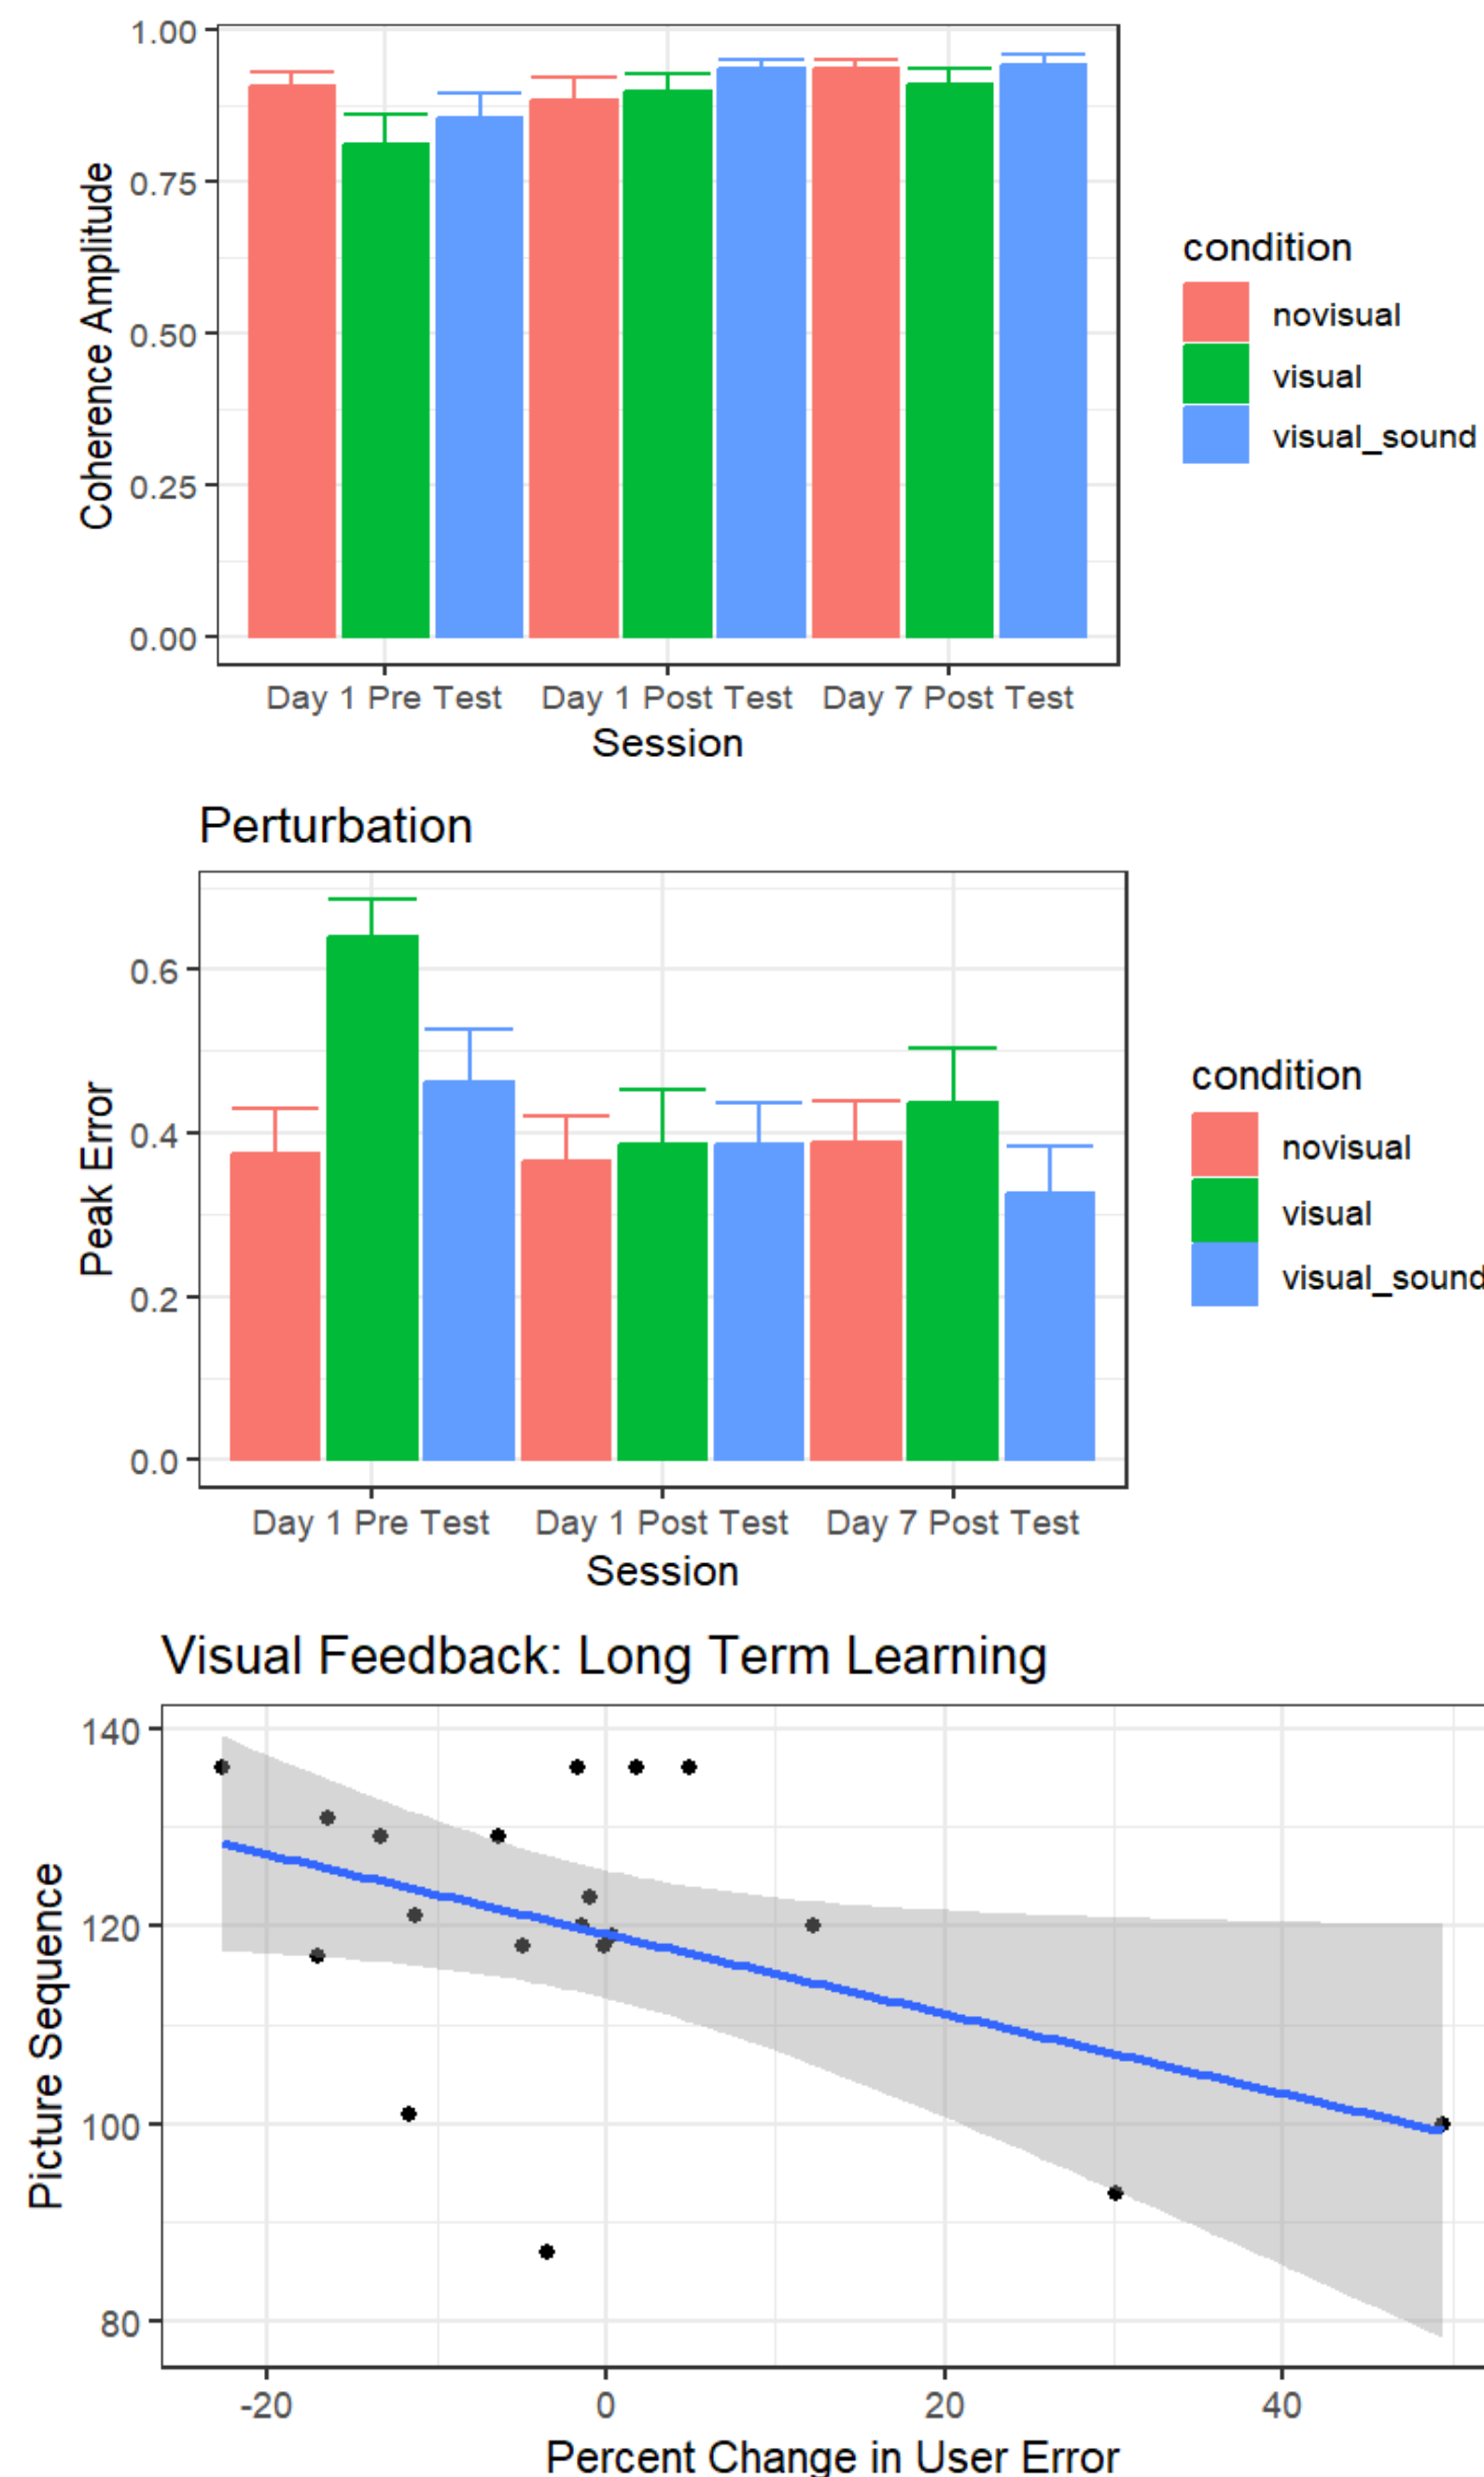 1.00
0.75
0.50
0.25
0.00
Coherence Amplitude
Day 1 Pre Test Day 1 Post Test Day 7 Post Test
Session
condition
novisual
visual
visual_sound
Perturbation
0.6
0.4
0.2
0.0
Peak Error
Day 1 Pre Test Day 1 Post Test Day 7 Post Test
Session
condition
novisual
visual
visual_sound
Visual Feedback: Long Term Learning
140
120
100
80
Picture Sequence
-20 0 20 40
Percent Change in User Error